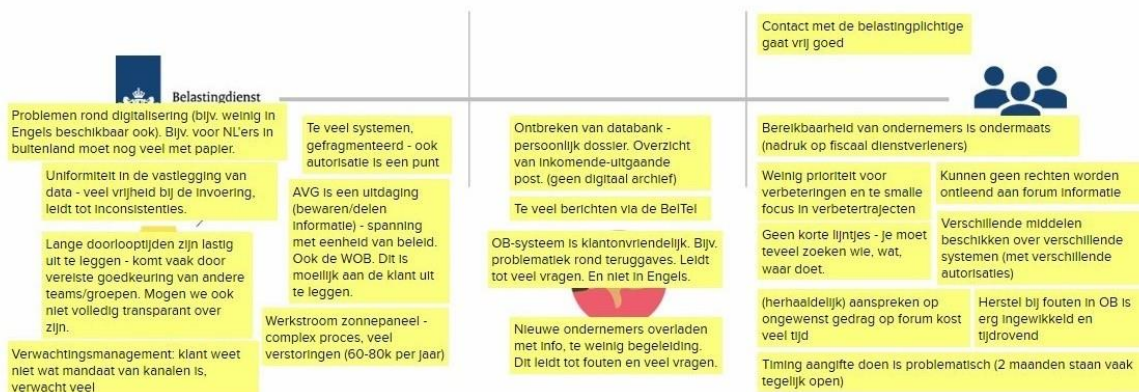 Contact met de belastingplichtige
gaat vrij goed
Belastingdienst
Problemen rond digitalisering (bijv. weinig in
Engels beschikbaar ook). Bijv. voor NL'ers in
buitenland moet nog veel met papier.
Uniformiteit in de vastlegging van
data - veel vrijheid bij de invoering,
leidt tot inconsistenties.
Lange doorlooptijden zijn lastig
uit te leggen - komt vaak door
vereiste goedkeuring van andere
teams/groepen. Mogen we ook
niet volledig transparant over
zijn.
Verwachtingsmanagement: klant weet
niet wat mandaat van kanalen is,
verwacht veel
Te veel systemen,
gefragmenteerd - ook
autorisatie is een punt
AVG is een uitdaging
(bewaren/delen
informatie) - spanning
met eenheid van beleid.
Ook de WOB. Dit is
moeilijk aan de klant uit
te leggen.
Werkstroom zonnepaneel -
complex proces, veel
verstoringen (60-80k per jaar)
Ontbreken van databank -
persoonlijk dossier. Overzicht
van inkomende-uitgaande
post. (geen digitaal archief)
Te veel berichten via de BelTel
OB-systeem is klantonvriendelijk. Bijv.
problematiek rond teruggaves. Leidt
tot veel vragen. En niet in Engels.
Nieuwe ondernemers overladen
met info, te weinig begeleiding.
Dit leidt tot fouten en veel vragen.
Bereikbaarheid van ondernemers is ondermaats
(nadruk op fiscaal dienstverleners)
Weinig prioriteit voor
verbeteringen en te smalle
focus in verbetertrajecten
Kunnen geen rechten worden
ontleend aan forum informatie
Geen korte lijntjes - je moet
teveel zoeken wie, wat,
waar doet.
Verschillende middelen
beschikken over verschillende
systemen (met verschillende
autorisaties)
(herhaaldelijk) aanspreken op
ongewenst gedrag op forum kost
veel tijd
Herstel bij fouten in OB is
erg ingewikkeld en
tijdrovend
Timing aangifte doen is problematisch (2 maanden staan vaak
tegelijk open)